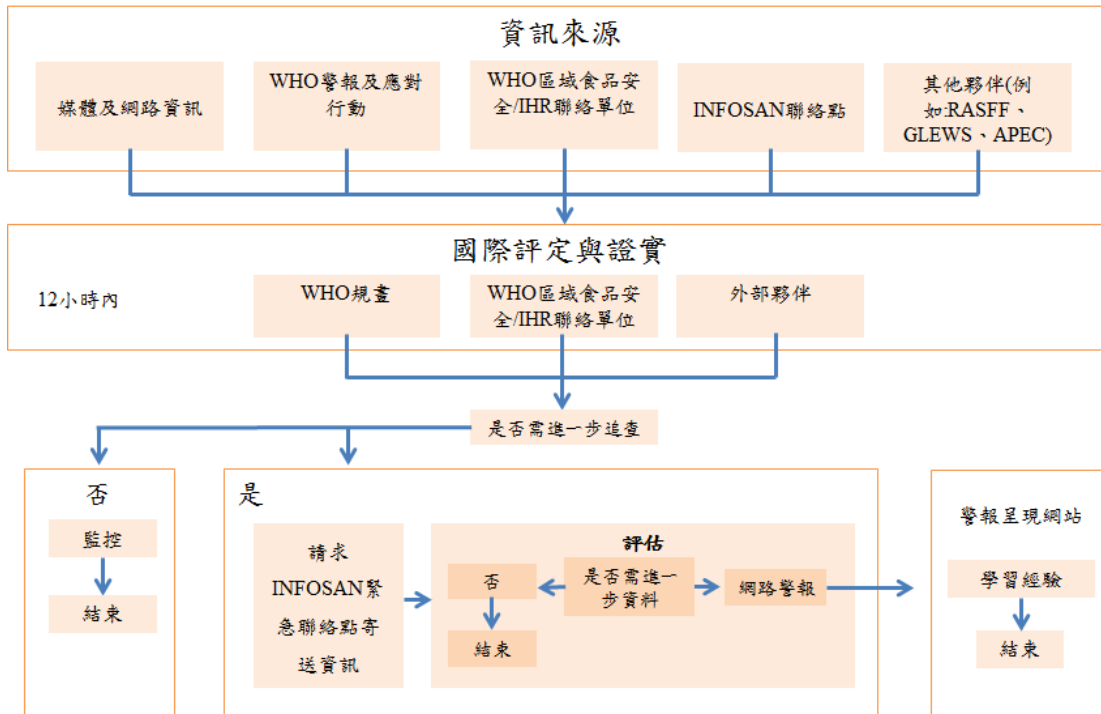 資訊來源
媒體及網路資訊
WHO警報及應對
行動
WHO區域食品安
全/IHR聯絡單位
INFOSAN聯絡點
其他夥伴(例
如:RASFF、
GLEWS、APEC)
國際評定與證實
12小時內
WHO規畫
WHO區域食品安
全/IHR聯絡單位
外部夥伴
是否需進一步追查
否
監控
結束
是
請求
INFOSAN緊
急聯絡點寄
送資訊
評估
否
結束
是否需進一
步資料
網路警報
警報呈現網站
學習經驗
結束